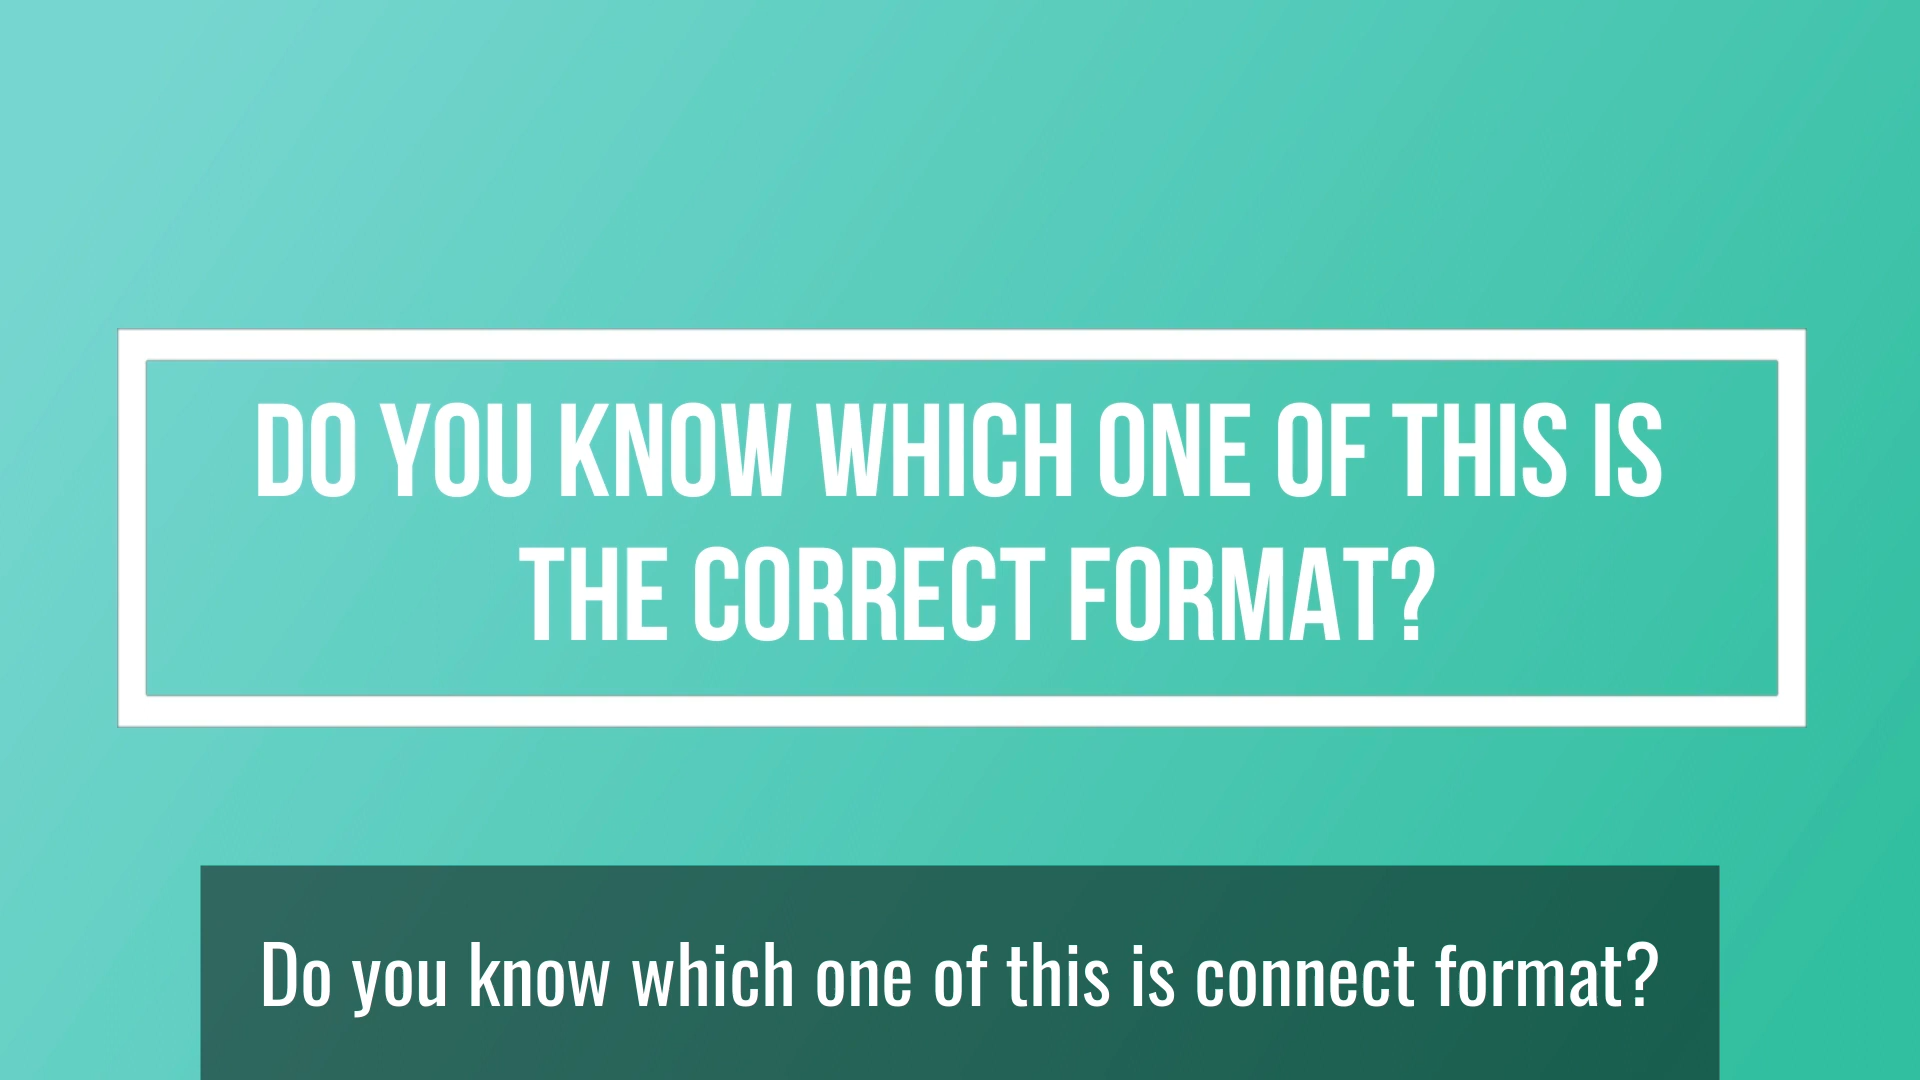 DO YOU KNOW WHICH ONE OF THIS IS
THE CORRECT FORMAT?
Do you know which one of this is connect format?